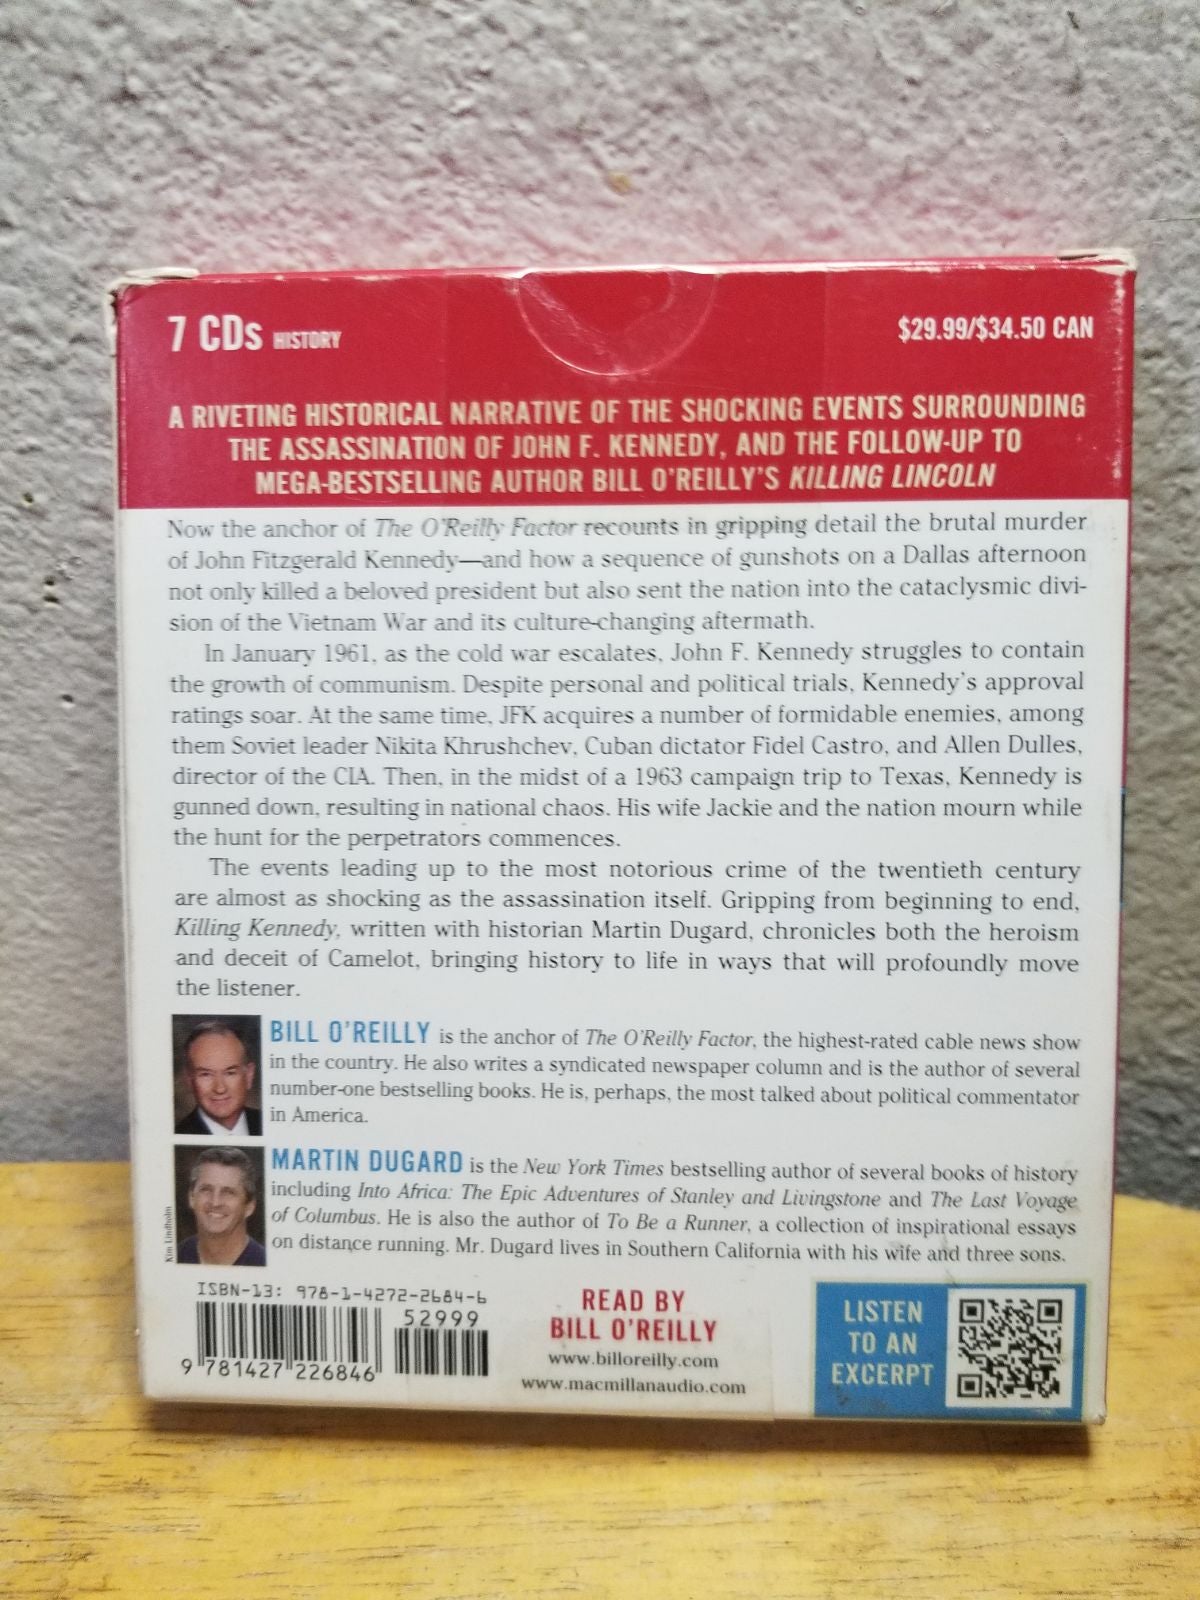 7 CDs HISTORY
$29.99/$34.50 CAN
A RIVETING HISTORICAL NARRATIVE OF THE SHOCKING EVENTS SURROUNDING
THE ASSASSINATION OF JOHN F. KENNEDY, AND THE FOLLOW-UP TO
MEGA-BESTSELLING AUTHOR BILL O'REILLY'S KILLING LINCOLN
Now the anchor of The O'Reilly Factor recounts in gripping detail the brutal murder
of John Fitzgerald Kennedy—and how a sequence of gunshots on a Dallas afternoon
not only killed a beloved president but also sent the nation into the cataclysmic divi-
sion of the Vietnam War and its culture-changing aftermath.
In January 1961, as the cold war escalates, John F. Kennedy struggles to contain
the growth of communism. Despite personal and political trials, Kennedy's approval
ratings soar. At the same time, JFK acquires a number of formidable enemies, among
them Soviet leader Nikita Khrushchev, Cuban dictator Fidel Castro, and Allen Dulles,
director of the CIA. Then, in the midst of a 1963 campaign trip to Texas, Kennedy is
gunned down, resulting in national chaos. His wife Jackie and the nation mourn while
the hunt for the perpetrators commences.
The events leading up to the most notorious crime of the twentieth century
are almost as shocking as the assassination itself. Gripping from beginning to end,
Killing Kennedy, written with historian Martin Dugard, chronicles both the heroism
and deceit of Camelot, bringing history to life in ways that will profoundly move
the listener.
BILL O'REILLY is the anchor of The O'Reilly Factor, the highest-rated cable news show
in the country. He also writes a syndicated newspaper column and is the author of several
number-one bestselling books. He is, perhaps, the most talked about political commentator
in America.
MARTIN DUGARD is the New York Times bestselling author of several books of history
including Into Africa: The Epic Adventures of Stanley and Livingstone and The Last Voyage
of Columbus. He is also the author of To Be a Runner, a collection of inspirational essays
on distance running. Mr. Dugard lives in Southern California with his wife and three sons.
Kim Lindholm
ISBN-13: 978-1-4272-2684-6
52999
9 781427 226846
READ BY
BILL O'REILLY
www.billoreilly.com
www.macmillanaudio.com
LISTEN
TO AN
EXCERPT